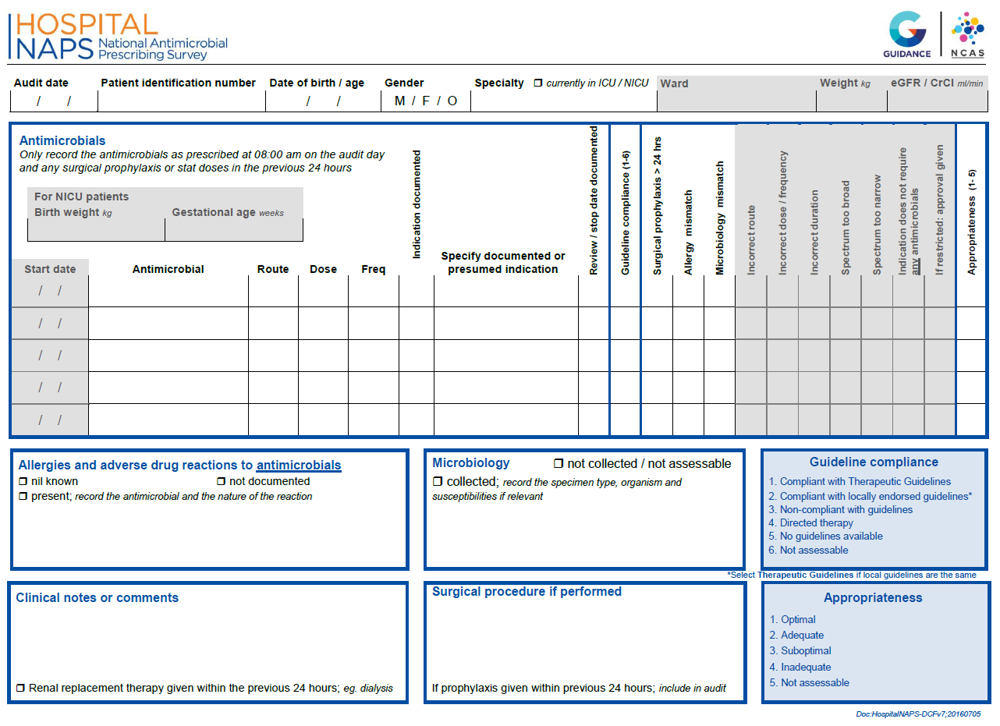 HOSPITAL
NAPS National Antimicrobial
Prescribing Survey
GUIDANCE
NCAS
Audit date
Patient identification number
Date of birth / age
Gender
Specialty ❒ currently in ICU / NICU
Ward
Weight kg
eGFR / CrCl ml/min
/ /
/ /
M / F / O
Antimicrobials
Only record the antimicrobials as prescribed at 08:00 am on the audit day
and any surgical prophylaxis or stat doses in the previous 24 hours
For NICU patients
Birth weight kg
Gestational age weeks
Start date
Antimicrobial
Route
Dose
Freq
Indication documented
Specify documented or
presumed indication
Review / stop date documented
Guideline compliance (1-6)
Surgical prophylaxis > 24 hrs
Allergy mismatch
Microbiology mismatch
Incorrect route
Incorrect dose / frequency
Incorrect duration
Spectrum too broad
Spectrum too narrow
Indication does not require
any antimicrobials
If restricted: approval given
Appropriateness (1- 5)
/ /
/ /
/ /
/ /
/ /
Allergies and adverse drug reactions to antimicrobials
❒ nil known
❒ not documented
❒ present; record the antimicrobial and the nature of the reaction
Microbiology
❒ not collected / not assessable
❒ collected; record the specimen type, organism and
susceptibilities if relevant
Guideline compliance
1. Compliant with Therapeutic Guidelines
2. Compliant with locally endorsed guidelines*
3. Non-compliant with guidelines
4. Directed therapy
5. No guidelines available
6. Not assessable
*Select Therapeutic Guidelines if local guidelines are the same
Clinical notes or comments
❒ Renal replacement therapy given within the previous 24 hours; eg. dialysis
Surgical procedure if performed
If prophylaxis given within previous 24 hours; include in audit
Appropriateness
1. Optimal
2. Adequate
3. Suboptimal
4. Inadequate
5. Not assessable
Doc:HospitalNAPS-DCFv7;20160705